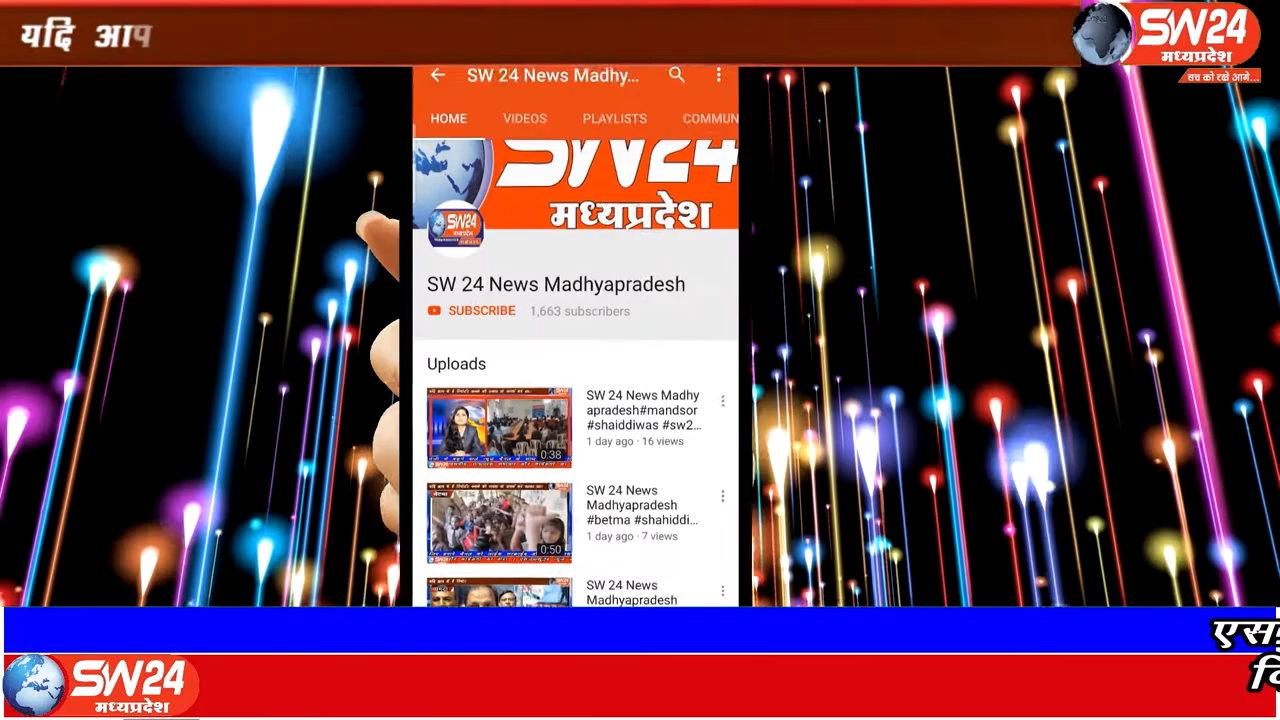 यदि आप
SW24
मध्यप्रदेश
सच को रखे आगे...
SW 24 News Madhy...
HOME VIDEOS PLAYLISTS COMMUN
SW24
मध्यप्रदेश
SW24
SW 24 News Madhyapradesh
SUBSCRIBE 1,663 subscribers
Uploads
SW 24 News Madhy
apradesh#mandsor
#shaiddiwas #sw2...
1 day ago · 16 views
0:38
SW 24 News
Madhyapradesh
#betma #shahiddi...
1 day ago · 7 views
0:50
SW 24 News
Madhyapradesh
SW24
मध्यप्रदेश